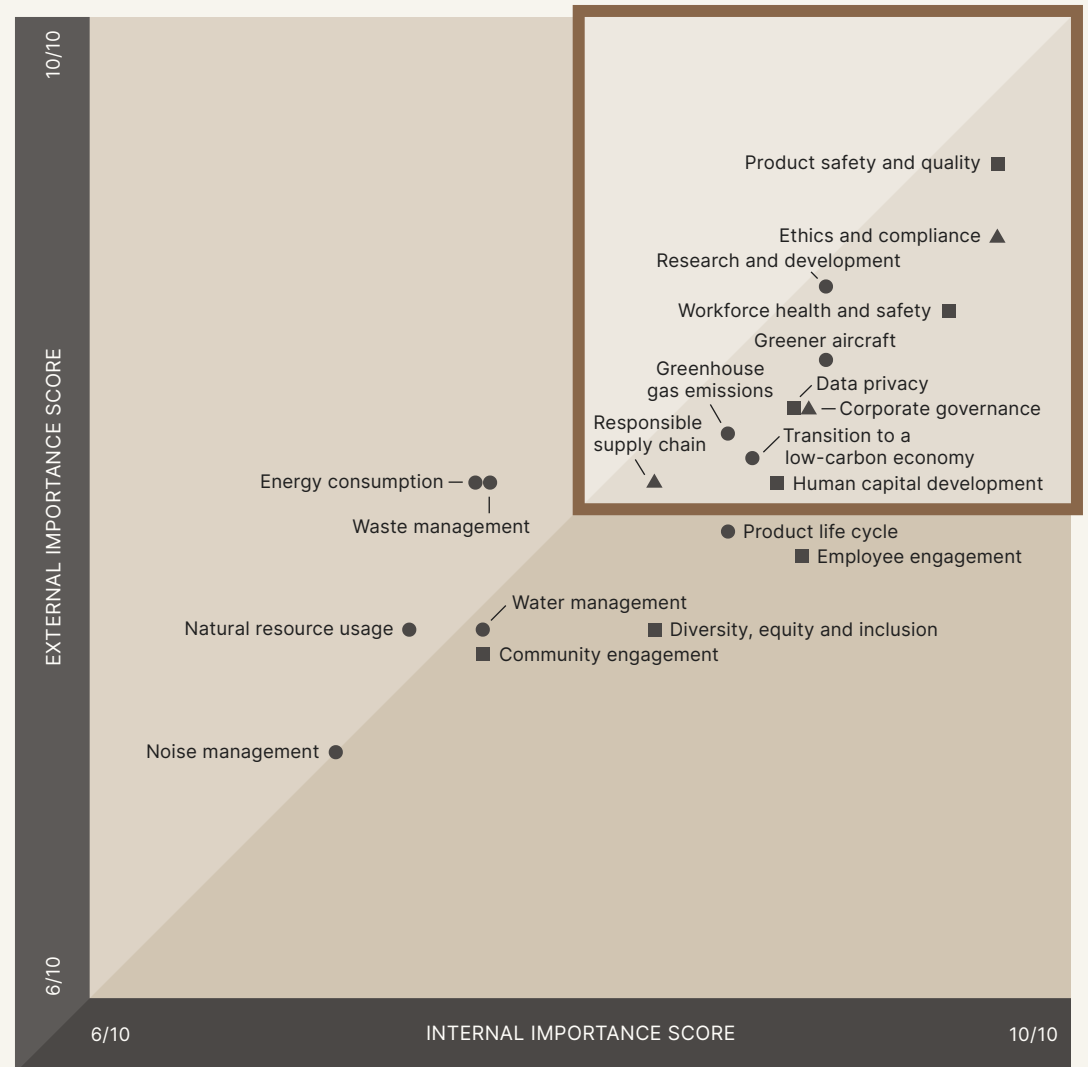 10/10
Product safety and quality
Ethics and compliance
Research and development
Workforce health and safety
Greener aircraft
Greenhouse
gas emissions
Data privacy
Corporate governance
Responsible
supply chain
Transition to a
low-carbon economy
Energy consumption
Human capital development
Waste management
Product life cycle
Employee engagement
EXTERNAL IMPORTANCE SCORE
Water management
Natural resource usage
Diversity, equity and inclusion
Community engagement
Noise management
6/10
6/10
INTERNAL IMPORTANCE SCORE
10/10